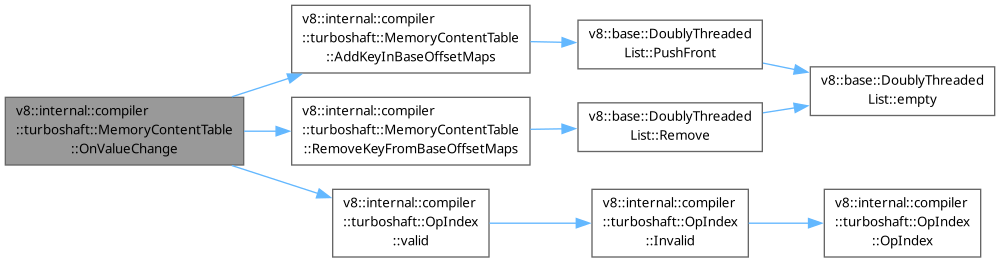 v8::internal::compiler
::turboshaft::MemoryContentTable
::OnValueChange
v8::internal::compiler
::turboshaft::MemoryContentTable
::AddKeyInBaseOffsetMaps
v8::base::DoublyThreaded
List::PushFront
v8::base::DoublyThreaded
List::empty
v8::internal::compiler
::turboshaft::MemoryContentTable
::RemoveKeyFromBaseOffsetMaps
v8::base::DoublyThreaded
List::Remove
v8::internal::compiler
::turboshaft::OpIndex
::valid
v8::internal::compiler
::turboshaft::OpIndex
::Invalid
v8::internal::compiler
::turboshaft::OpIndex
::OpIndex